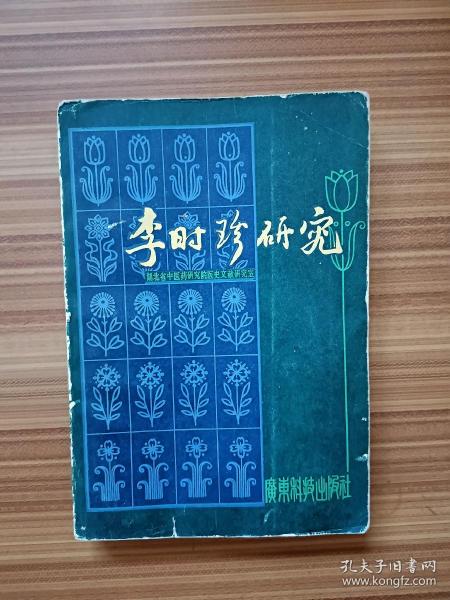 李时珍研究
湖北省中医药研究院医史文献研究室
廣東科技出版社
孔夫子旧书网
www.kongfz.com